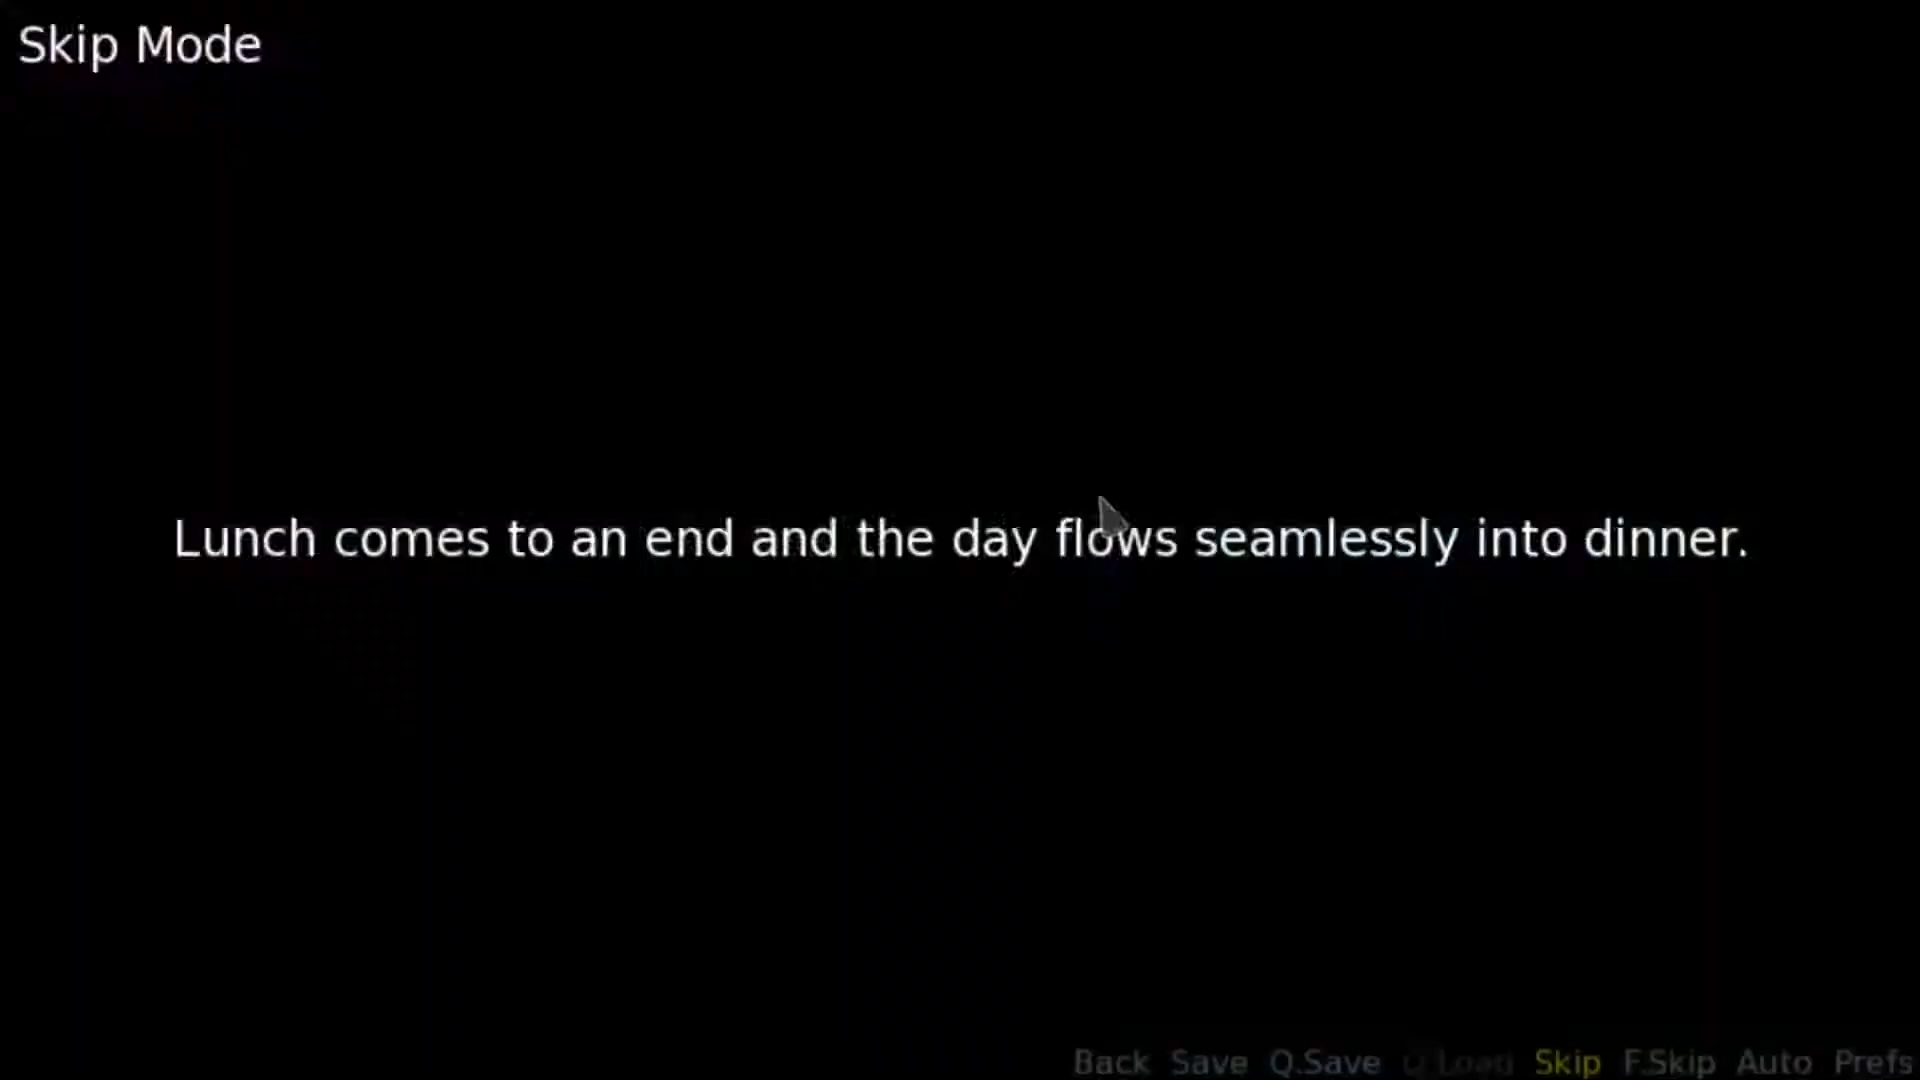 Skip Mode
Lunch comes to an end and the day flows seamlessly into dinner.
Back Save Q.Save Q.Load Skip F.Skip Auto Prefs